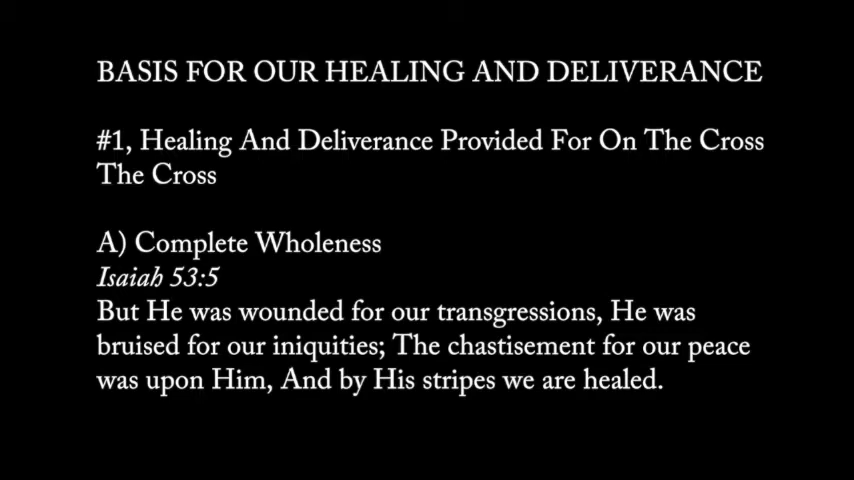 BASIS FOR OUR HEALING AND DELIVERANCE
#1, Healing And Deliverance Provided For On The Cross
The Cross
A) Complete Wholeness
Isaiah 53:5
But He was wounded for our transgressions, He was
bruised for our iniquities; The chastisement for our peace
was upon Him, And by His stripes we are healed.